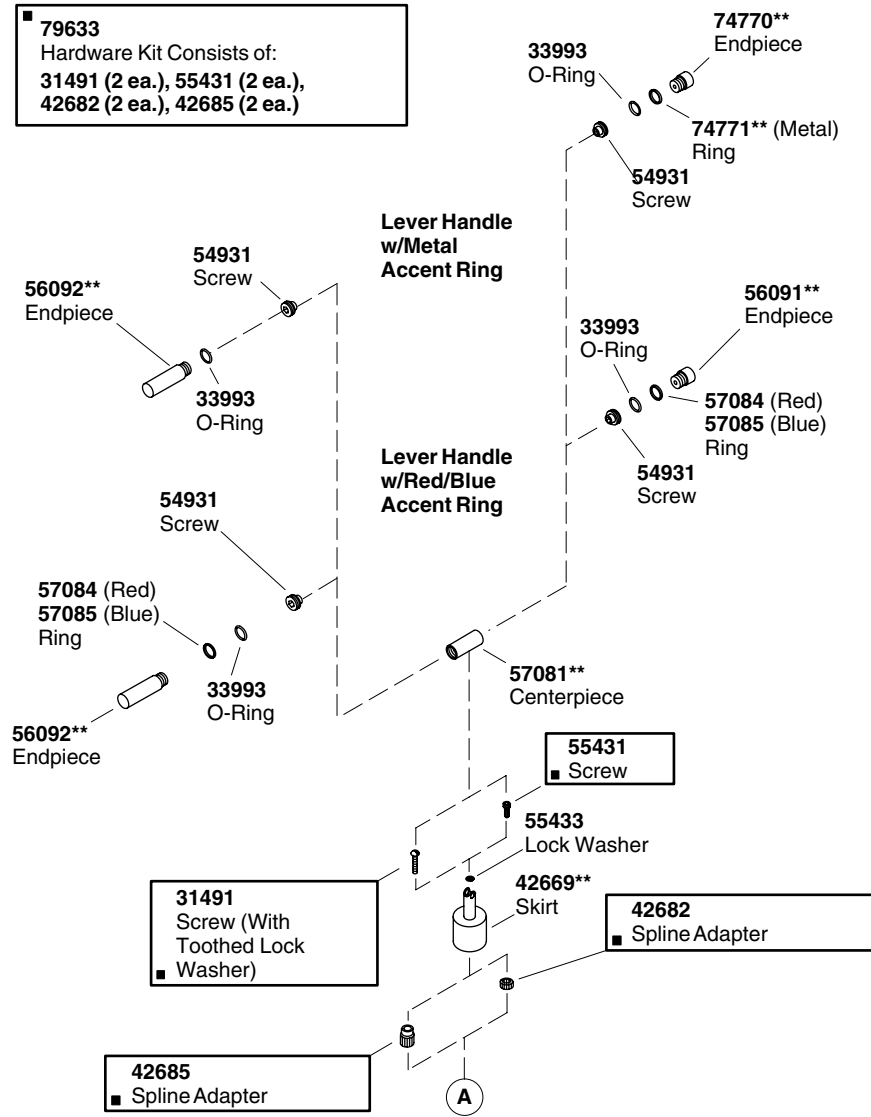 ■ 79633
Hardware Kit Consists of:
31491 (2 ea.), 55431 (2 ea.),
42682 (2 ea.), 42685 (2 ea.)
74770**
Endpiece
33993
O-Ring
74771** (Metal)
Ring
54931
Screw
Lever Handle
w/Metal
Accent Ring
54931
Screw
56092**
Endpiece
33993
O-Ring
56091**
Endpiece
33993
O-Ring
57084 (Red)
57085 (Blue)
Ring
54931
Screw
Lever Handle
w/Red/Blue
Accent Ring
54931
Screw
57084 (Red)
57085 (Blue)
Ring
33993
O-Ring
56092**
Endpiece
57081**
Centerpiece
55431
■ Screw
55433
Lock Washer
42669**
Skirt
31491
Screw (With
Toothed Lock
■ Washer)
42682
■ Spline Adapter
42685
■ Spline Adapter
A